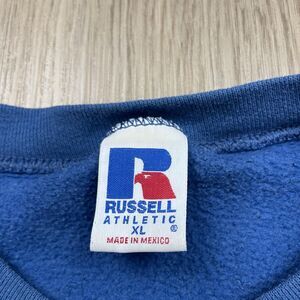 R
RUSSELL
ATHLETIC
XL ®
MADE IN MEXICO